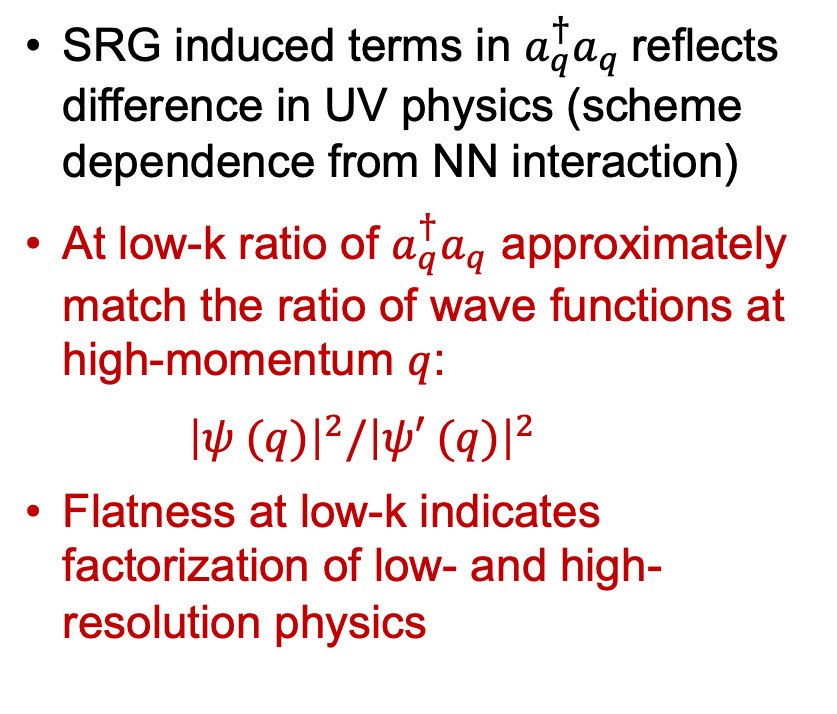 • SRG induced terms in $a_q^\dagger a_q$ reflects
difference in UV physics (scheme
dependence from NN interaction)
• At low-k ratio of $a_q^\dagger a_q$ approximately
match the ratio of wave functions at
high-momentum $q$:
$|\psi\,(q)|^2/|\psi'\,(q)|^2$
• Flatness at low-k indicates
factorization of low- and high-
resolution physics